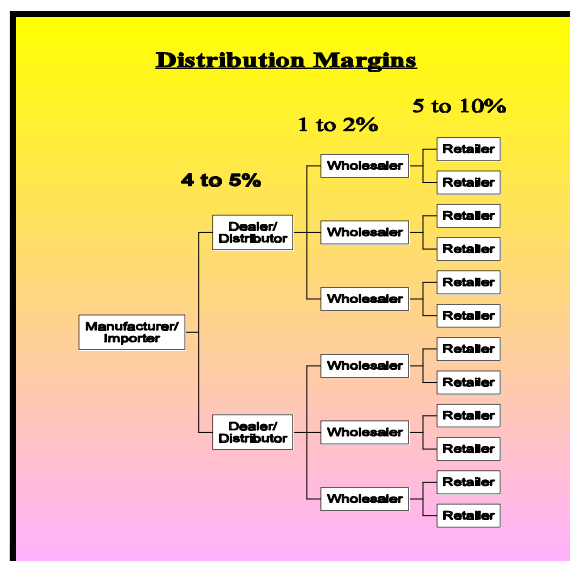 Distribution Margins
5 to 10%
1 to 2%
4 to 5%
Retailer
Wholesaler
Retailer
Dealer/
Distributor
Retailer
Wholesaler
Retailer
Retailer
Wholesaler
Retailer
Manufacturer/
Importer
Retailer
Wholesaler
Retailer
Dealer/
Distributor
Retailer
Wholesaler
Retailer
Retailer
Wholesaler
Retailer